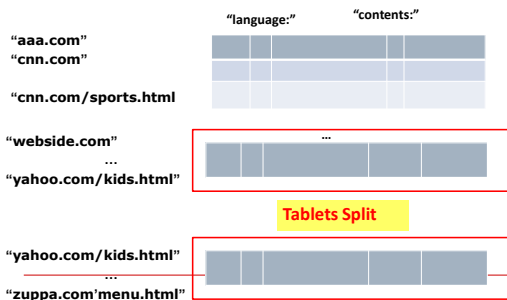 “language:” “contents:”
“aaa.com”
“cnn.com”
“cnn.com/sports.html
“webside.com” ...
...
“yahoo.com/kids.html”
Tablets Split
“yahoo.com/kids.html”
...
“zuppa.com'menu.html”